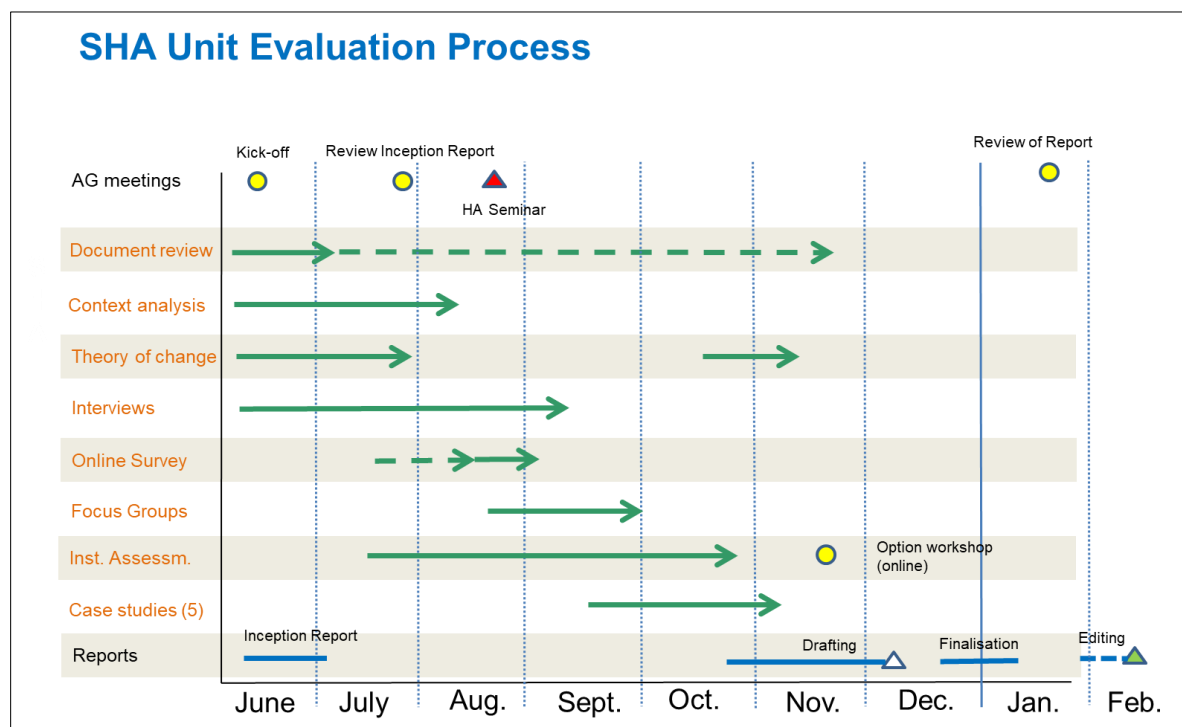 SHA Unit Evaluation Process
Kick-off
Review Inception Report
Review of Report
AG meetings
HA Seminar
Document review
Context analysis
Theory of change
Interviews
Online Survey
Focus Groups
Inst. Assessm.
Option workshop
(online)
Case studies (5)
Inception Report
Drafting
Finalisation
Editing
Reports
June
July
Aug.
Sept.
Oct.
Nov.
Dec.
Jan.
Feb.